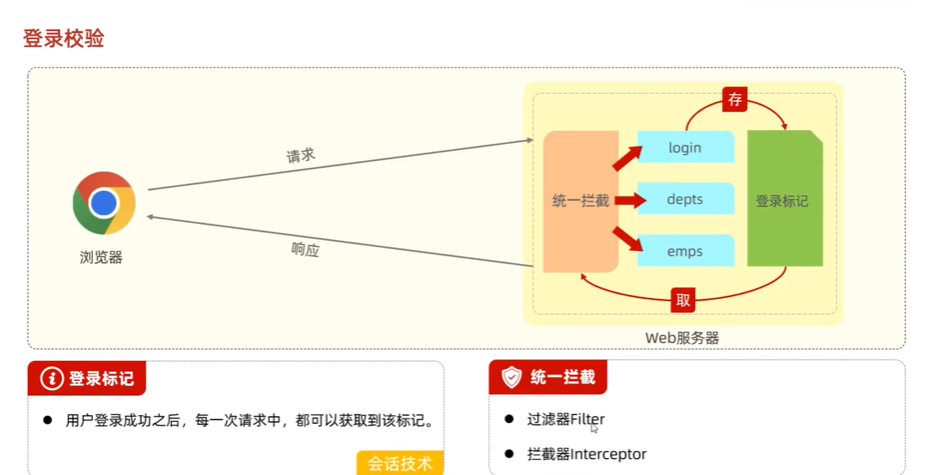 登录校验
存
请求
login
统一拦截
depts
登录标记
浏览器
响应
emps
取
Web服务器
登录标记
用户登录成功之后，每一次请求中，都可以获取到该标记。
会话技术
统一拦截
过滤器Filter
拦截器Interceptor